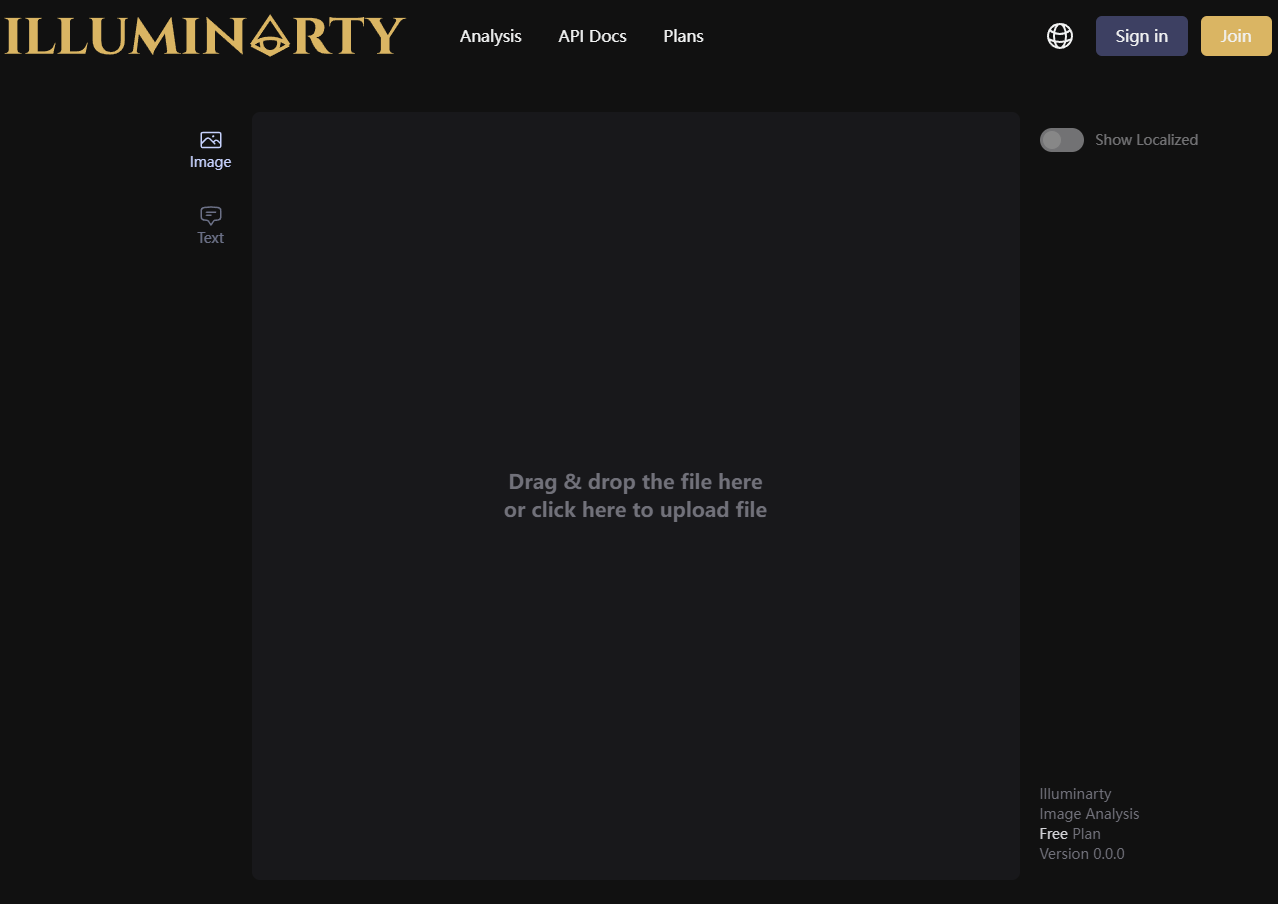 ILLUMINARTY
Analysis
API Docs
Plans
Sign in
Join
Image
Text
Show Localized
Drag & drop the file here
or click here to upload file
Illuminarty
Image Analysis
Free Plan
Version 0.0.0